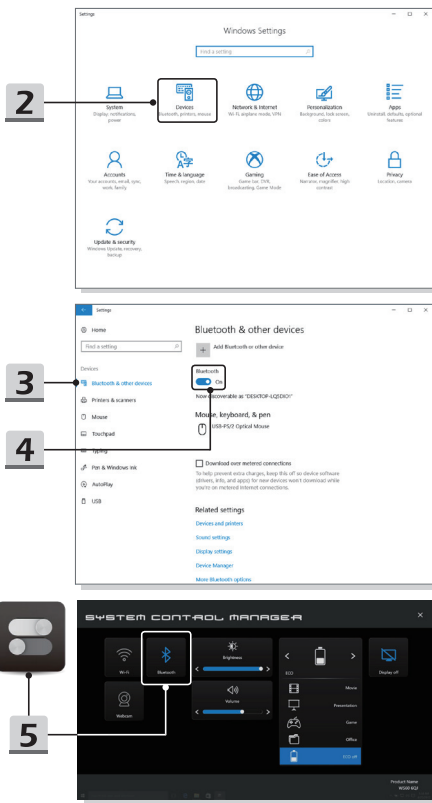 Settings
Windows Settings
Find a setting
2
System
Display, notifications, power
Devices
Bluetooth, printers, mouse
Network & Internet
Wi-Fi, airplane mode, VPN
Personalization
Background, lock screen, colors
Apps
Uninstall, defaults, optional features
Accounts
Your accounts, email, sync, work, family
Time & language
Speech, region, date
Gaming
Game bar, DVR, broadcasting, Game Mode
Ease of Access
Narrator, magnifier, high contrast
Privacy
Location, camera
Update & security
Windows Update, recovery, backup
Settings
Home
Find a setting
Devices
3
Bluetooth & other devices
Printers & scanners
Mouse
4
Touchpad
Typing
Pen & Windows Ink
AutoPlay
USB
Bluetooth & other devices
Add Bluetooth or other device
Bluetooth
On
Now discoverable as "DESKTOP-LQSDIOI"
Mouse, keyboard, & pen
USB-PS/2 Optical Mouse
Download over metered connections
To help prevent extra charges, keep this off so device software
(drivers, info, and apps) for new devices won't download while
you're on metered Internet connections.
Related settings
Devices and printers
Sound settings
Display settings
Device Manager
More Bluetooth options
SYSTEM CONTROL MANAGER
Wi-Fi
Bluetooth
Brightness
ECO
Display off
Webcam
Volume
Movie
Presentation
Game
Office
ECO off
5
Product Name